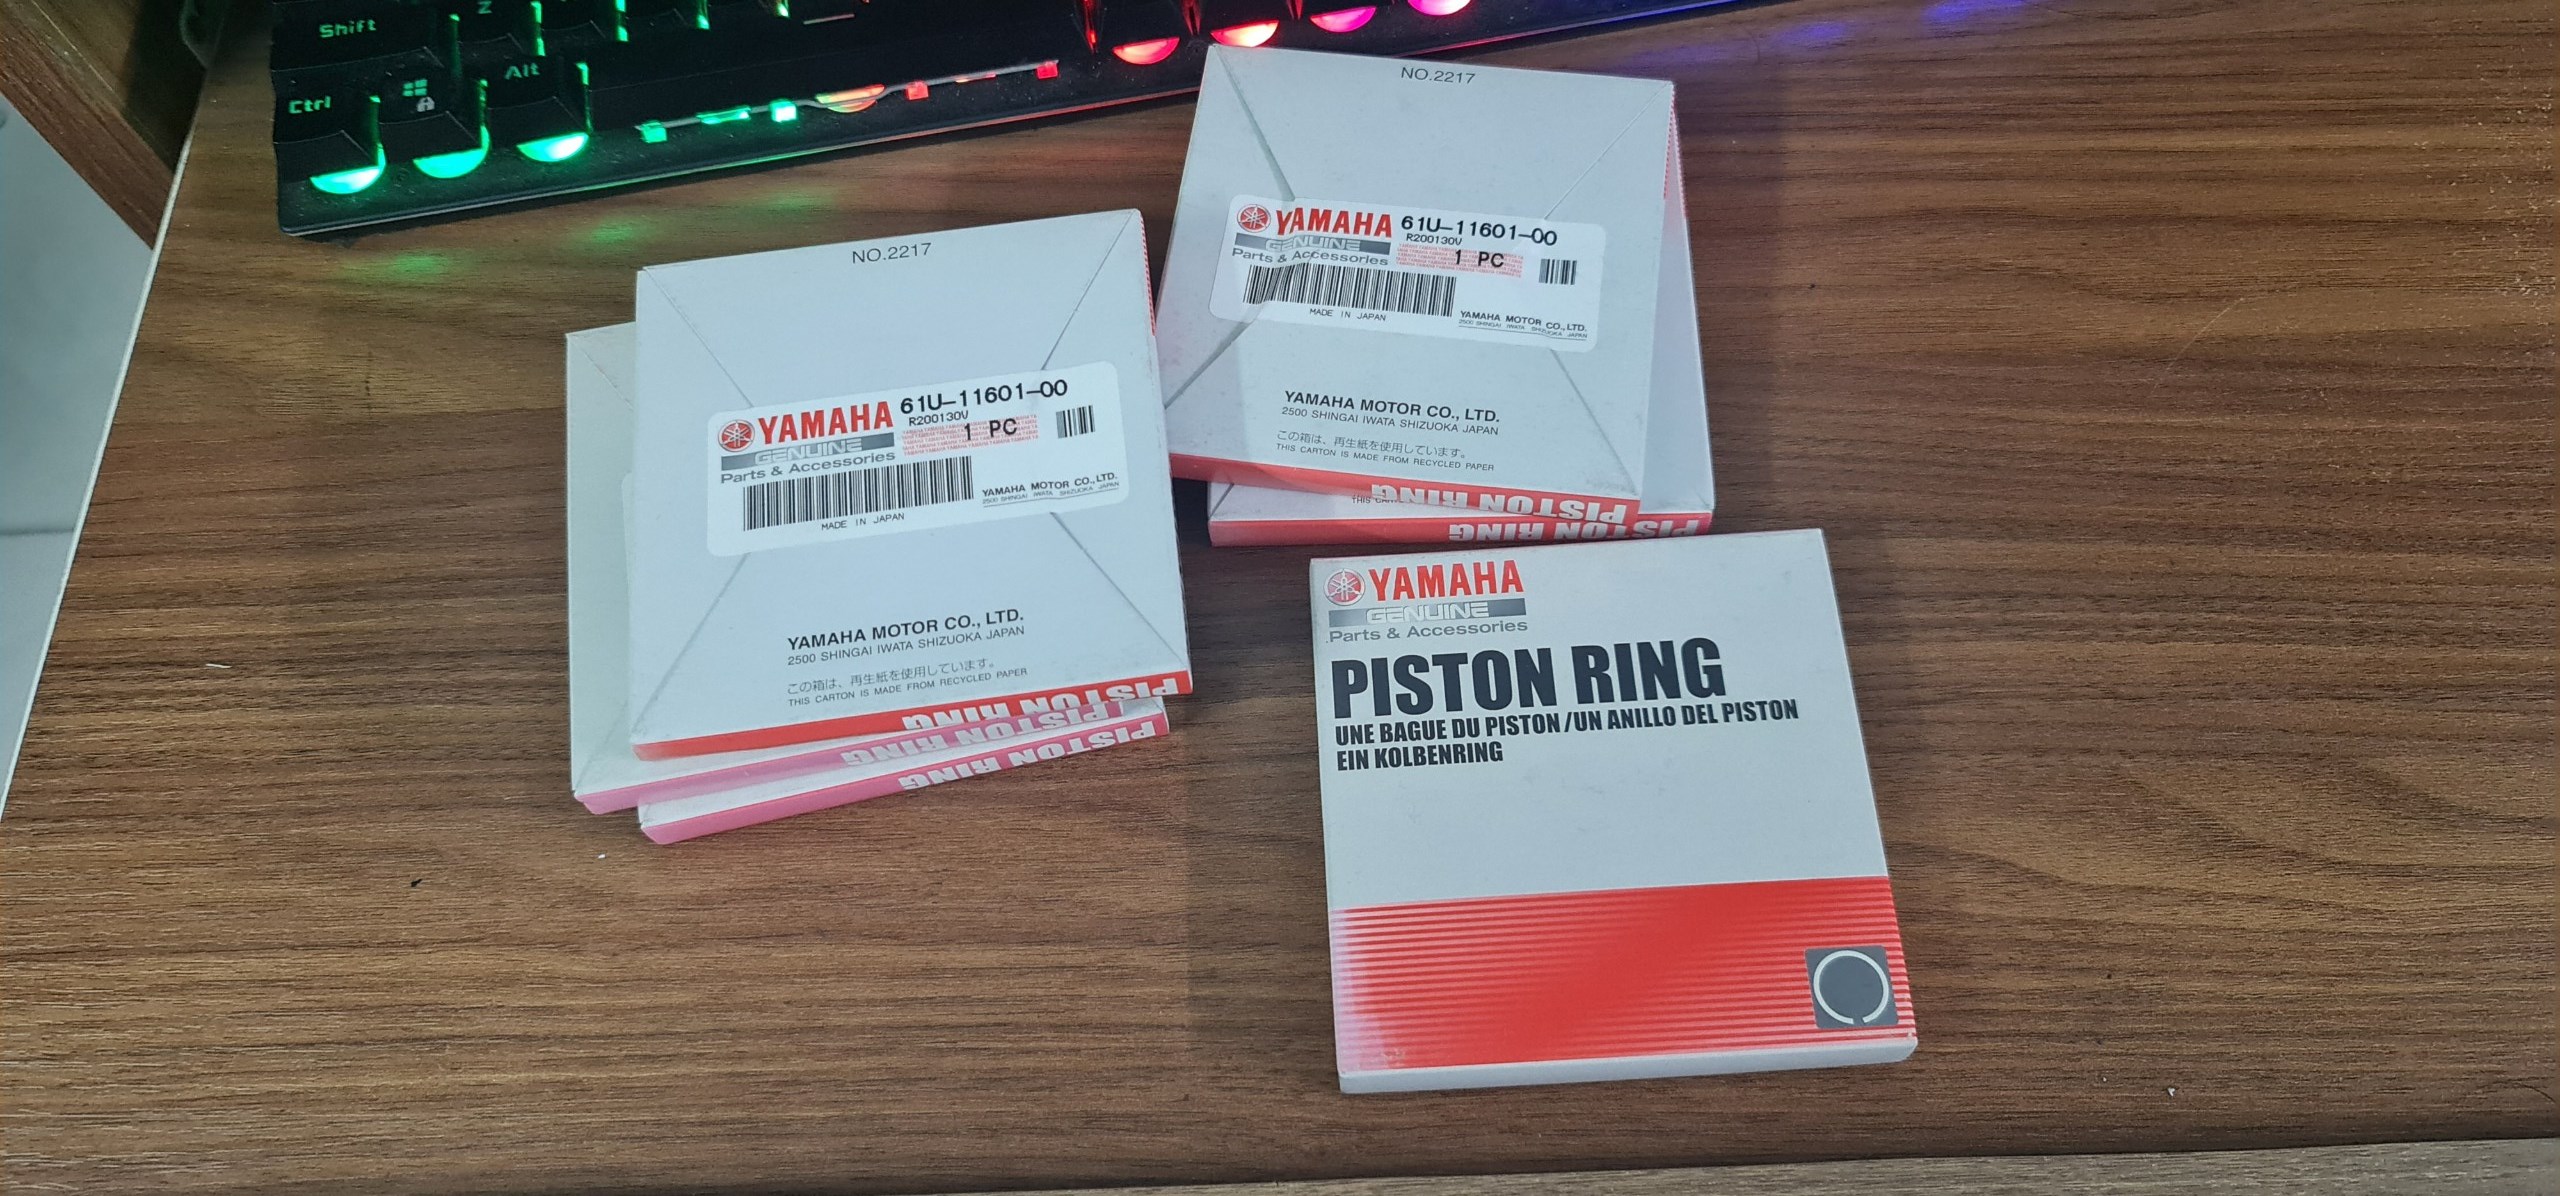 Shift
Z
Ctrl
Alt
NO.2217
YAMAHA
GENUINE
Parts & Accessories
61U-11601-00
R200130V
1 PC
MADE IN JAPAN
YAMAHA MOTOR CO.,LTD.
2500 SHINGAI IWATA SHIZUOKA JAPAN
YAMAHA MOTOR CO., LTD.
2500 SHINGAI IWATA SHIZUOKA JAPAN
この箱は、再生紙を使用しています。
THIS CARTON IS MADE FROM RECYCLED PAPER
PISTON RING
THIS
PISTON RING
NO.2217
YAMAHA
GENUINE
Parts & Accessories
61U-11601-00
R200130V
1 PC
MADE IN JAPAN
YAMAHA MOTOR CO.,LTD.
2500 SHINGAI IWATA SHIZUOKA JAPAN
YAMAHA MOTOR CO., LTD.
2500 SHINGAI IWATA SHIZUOKA JAPAN
この箱は、再生紙を使用しています。
THIS CARTON IS MADE FROM RECYCLED PAPER
PISTON RING
PISTON RING
PISTON RING
YAMAHA
GENUINE
Parts & Accessories
PISTON RING
UNE BAGUE DU PISTON/UN ANILLO DEL PISTON
EIN KOLBENRING